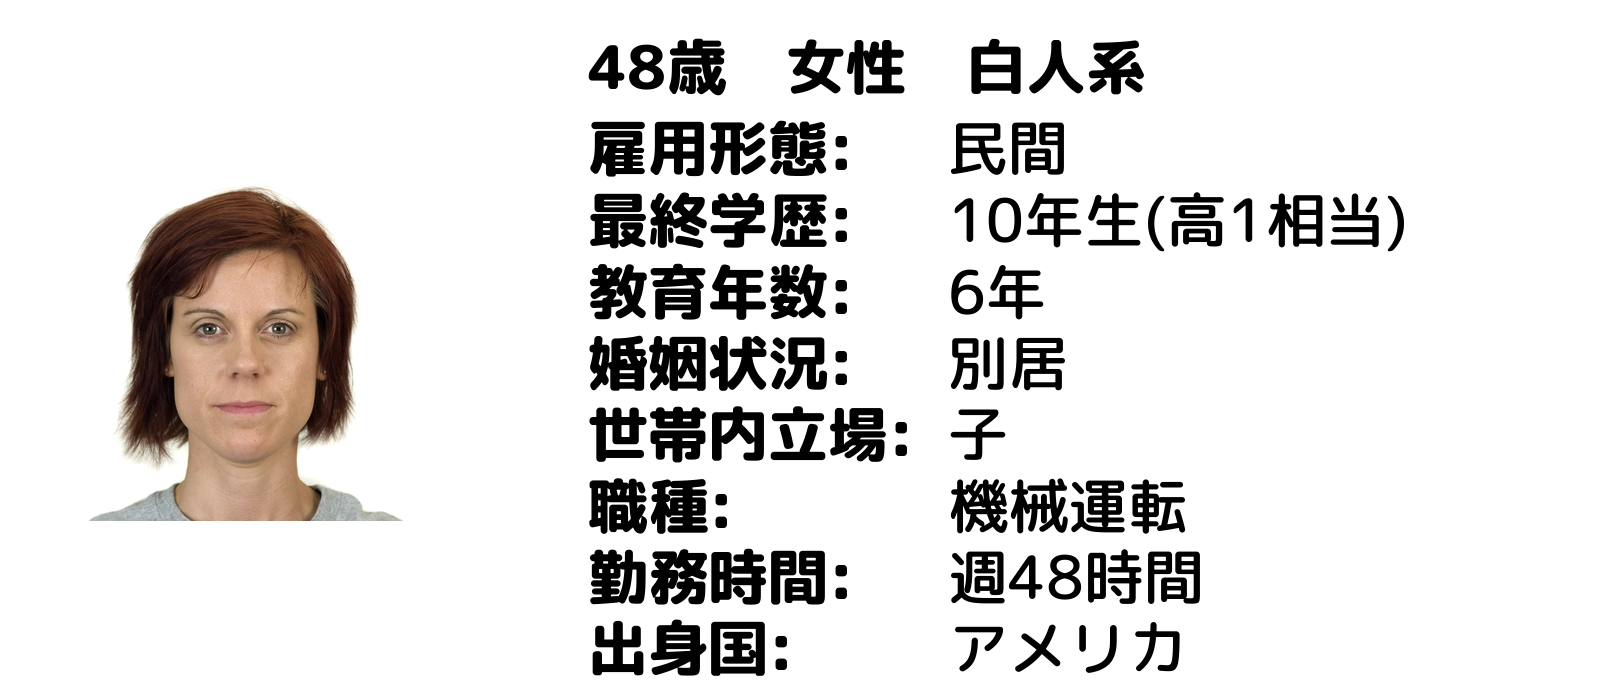 48歳　女性　白人系
雇用形態: 民間
最終学歴: 10年生(高1相当)
教育年数: 6年
婚姻状況: 別居
世帯内立場: 子
職種: 機械運転
勤務時間: 週48時間
出身国: アメリカ